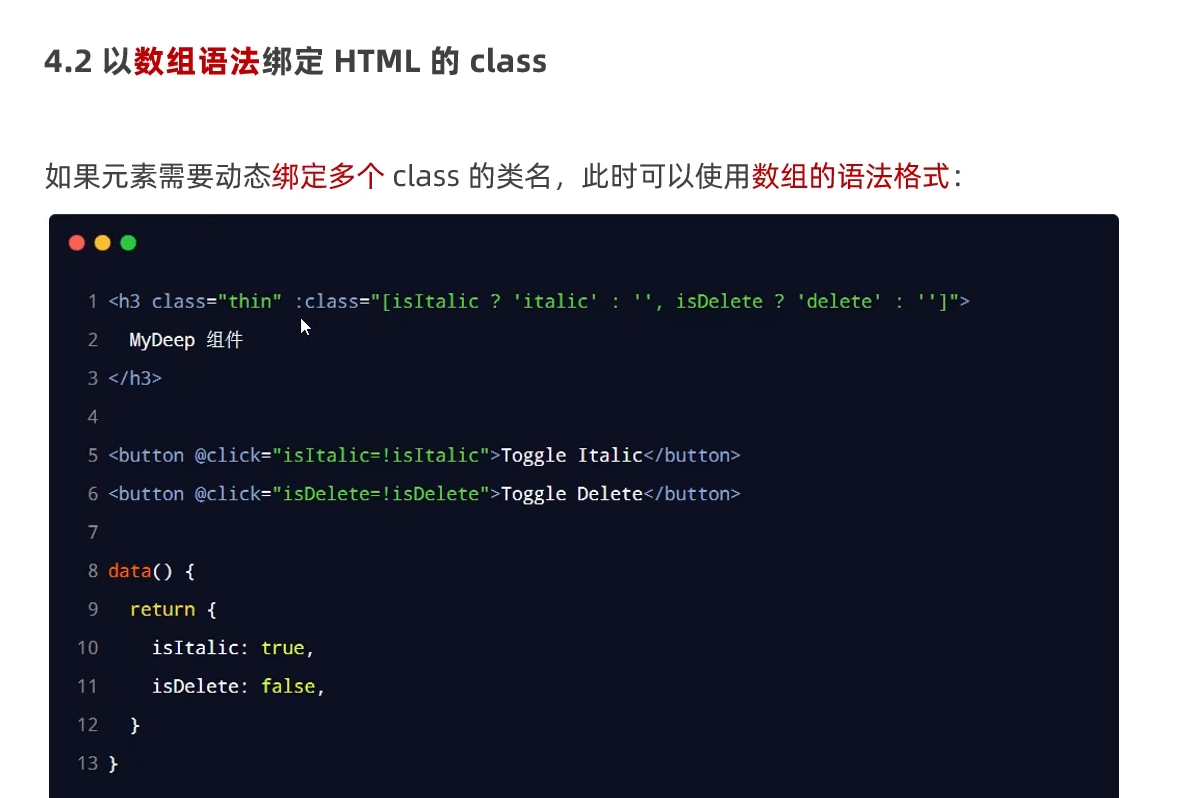 4.2 以数组语法绑定 HTML 的 class
如果元素需要动态绑定多个 class 的类名，此时可以使用数组的语法格式：
1 <h3 class="thin" :class="[isItalic ? 'italic' : '', isDelete ? 'delete' : '']">
2   MyDeep 组件
3 </h3>
4
5 <button @click="isItalic=!isItalic">Toggle Italic</button>
6 <button @click="isDelete=!isDelete">Toggle Delete</button>
7
8 data() {
9   return {
10     isItalic: true,
11     isDelete: false,
12   }
13 }